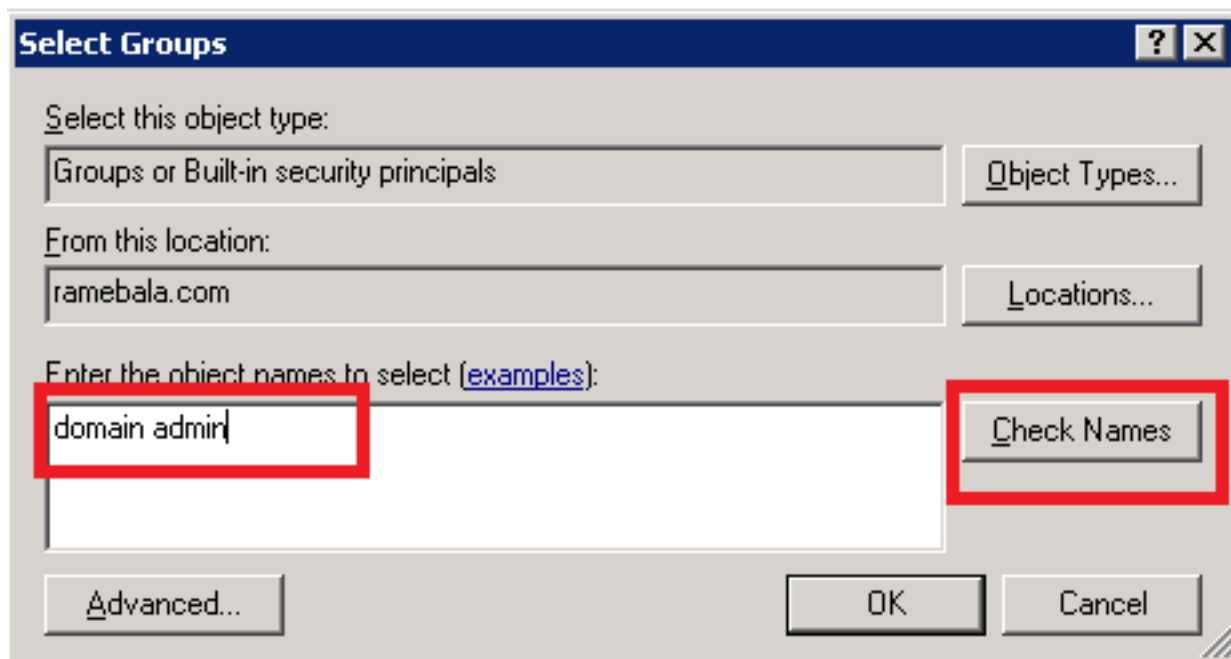 Select Groups
Select this object type:
Groups or Built-in security principals
Object Types...
From this location:
ramebala.com
Locations...
Enter the object names to select (examples):
domain admin
Check Names
Advanced...
OK
Cancel